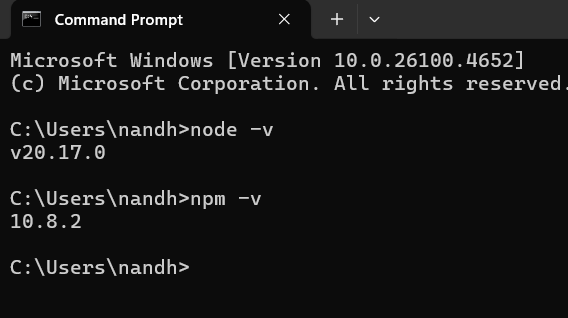 Command Prompt
Microsoft Windows [Version 10.0.26100.4652]
(c) Microsoft Corporation. All rights reserved.
C:\Users\nandh>node -v
v20.17.0
C:\Users\nandh>npm -v
10.8.2
C:\Users\nandh>